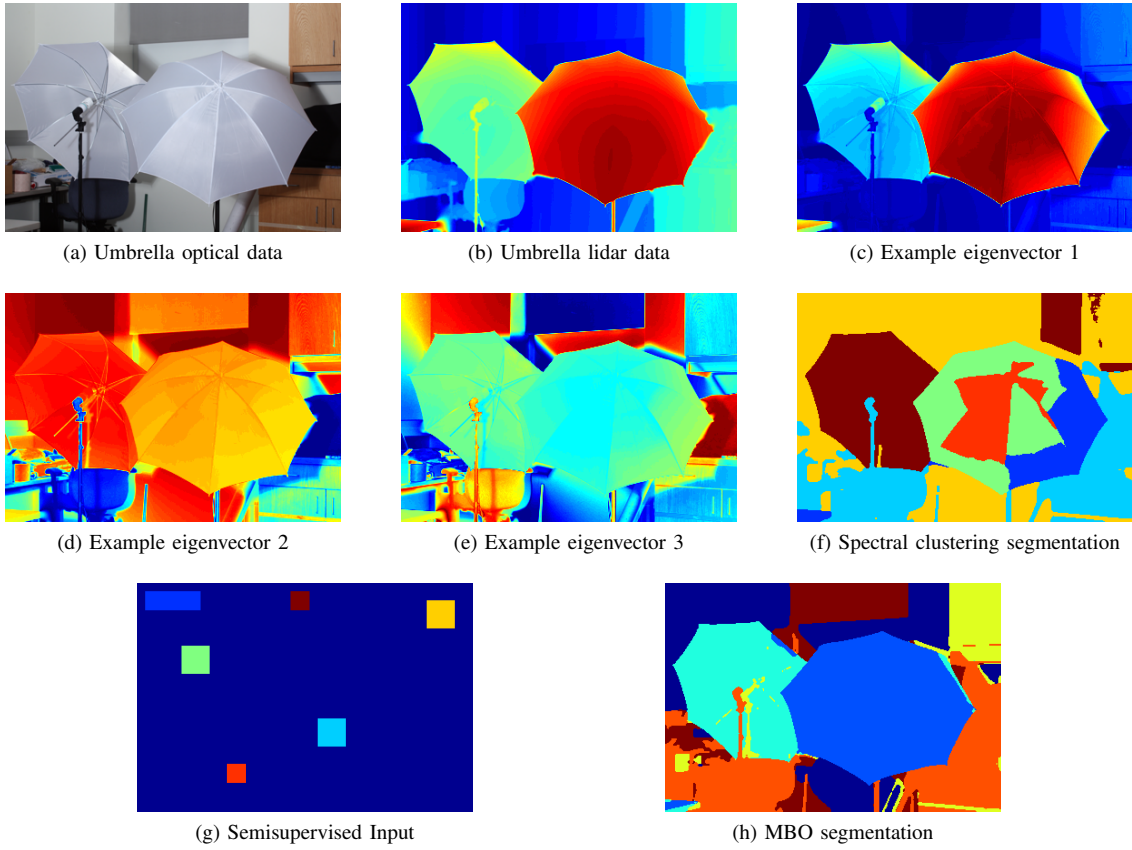 (a) Umbrella optical data
(b) Umbrella lidar data
(c) Example eigenvector 1
(d) Example eigenvector 2
(e) Example eigenvector 3
(f) Spectral clustering segmentation
(g) Semisupervised Input
(h) MBO segmentation